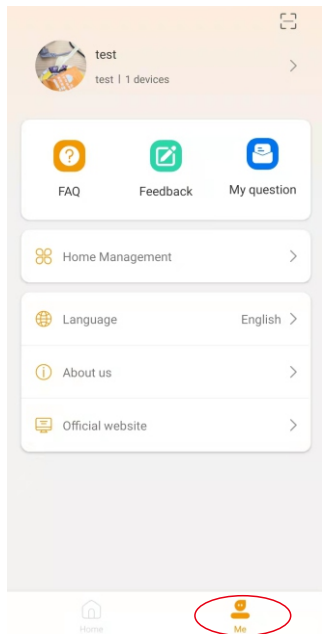 test
test | 1 devices
FAQ
Feedback
My question
Home Management
Language
English
About us
Official website
Home
Me